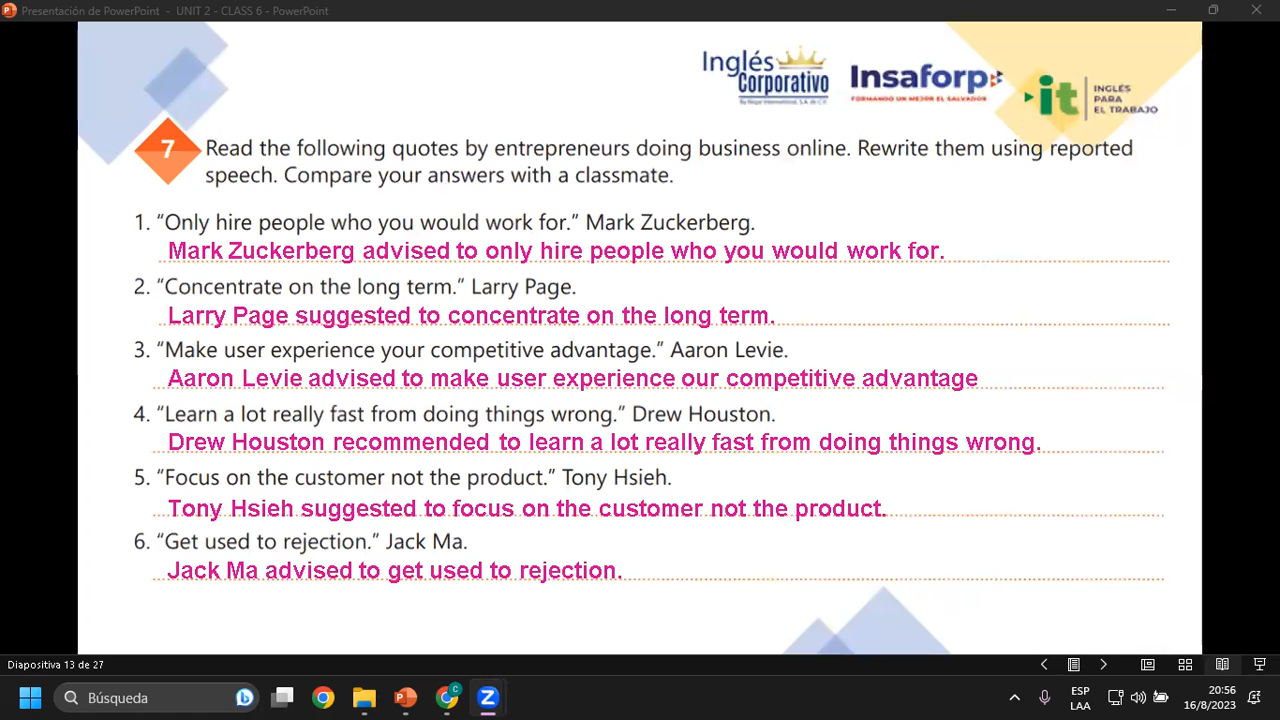 Presentación de PowerPoint - UNIT 2 - CLASS 6 - PowerPoint
Inglés
Corporativo
Insaforp
FORMANDO UN MEJOR EL SALVADOR
it
INGLÉS
PARA
EL TRABAJO
7
Read the following quotes by entrepreneurs doing business online. Rewrite them using reported
speech. Compare your answers with a classmate.
1. “Only hire people who you would work for.” Mark Zuckerberg.
Mark Zuckerberg advised to only hire people who you would work for.
2. “Concentrate on the long term.” Larry Page.
Larry Page suggested to concentrate on the long term.
3. “Make user experience your competitive advantage.” Aaron Levie.
Aaron Levie advised to make user experience our competitive advantage
4. “Learn a lot really fast from doing things wrong.” Drew Houston.
Drew Houston recommended to learn a lot really fast from doing things wrong.
5. “Focus on the customer not the product.” Tony Hsieh.
Tony Hsieh suggested to focus on the customer not the product.
6. “Get used to rejection.” Jack Ma.
Jack Ma advised to get used to rejection.
Diapositiva 13 de 27
Búsqueda
ESP
LAA
20:56
16/8/2023